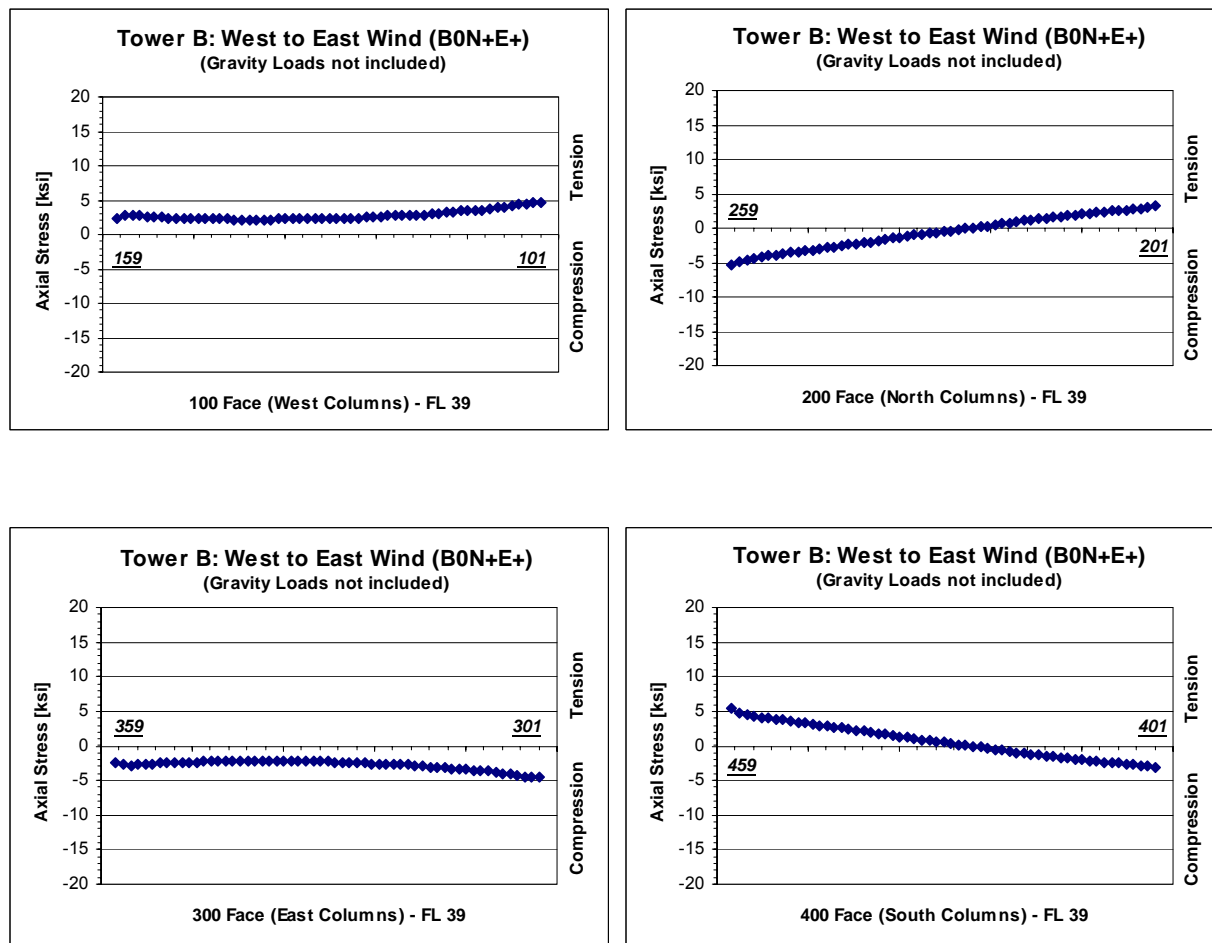 Tower B: West to East Wind (B0N+E+)
(Gravity Loads not included)
20
15
10
5
0
-5
-10
-15
-20
Axial Stress [ksi]
Tension
Compression
159
101
100 Face (West Columns) - FL 39
Tower B: West to East Wind (B0N+E+)
(Gravity Loads not included)
20
15
10
5
0
-5
-10
-15
-20
Axial Stress [ksi]
Tension
Compression
259
201
200 Face (North Columns) - FL 39
Tower B: West to East Wind (B0N+E+)
(Gravity Loads not included)
20
15
10
5
0
-5
-10
-15
-20
Axial Stress [ksi]
Tension
Compression
359
301
300 Face (East Columns) - FL 39
Tower B: West to East Wind (B0N+E+)
(Gravity Loads not included)
20
15
10
5
0
-5
-10
-15
-20
Axial Stress [ksi]
Tension
Compression
401
459
400 Face (South Columns) - FL 39